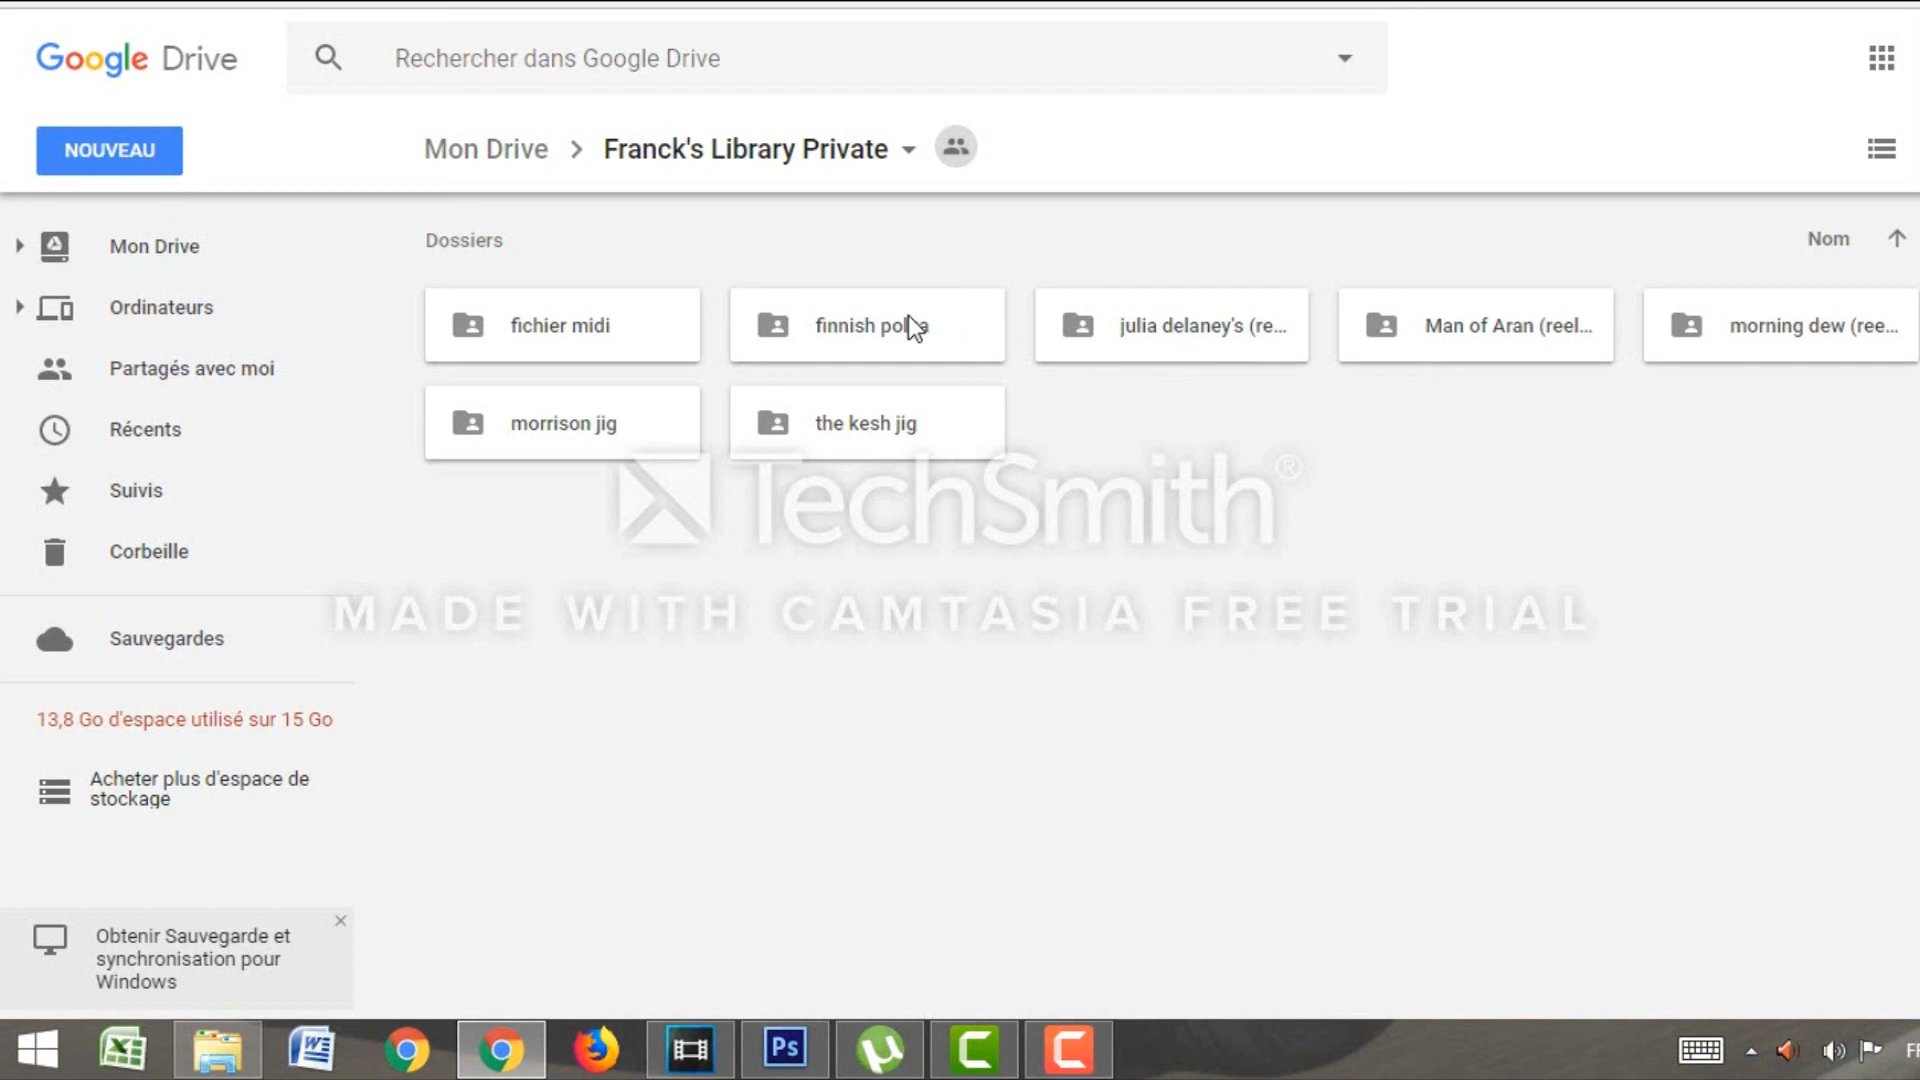 Google Drive
Rechercher dans Google Drive
NOUVEAU
Mon Drive > Franck's Library Private
Mon Drive
Ordinateurs
Partagés avec moi
Récents
Suivis
Corbeille
Sauvegardes
13,8 Go d'espace utilisé sur 15 Go
Acheter plus d'espace de
stockage
Obtenir Sauvegarde et
synchronisation pour
Windows
Dossiers
Nom
fichier midi
finnish
julia delaney's (re...
Man of Aran (reel...
morning dew (ree...
morrison jig
the kesh jig
TechSmith®
MADE WITH CAMTASIA FREE TRIAL
Ps